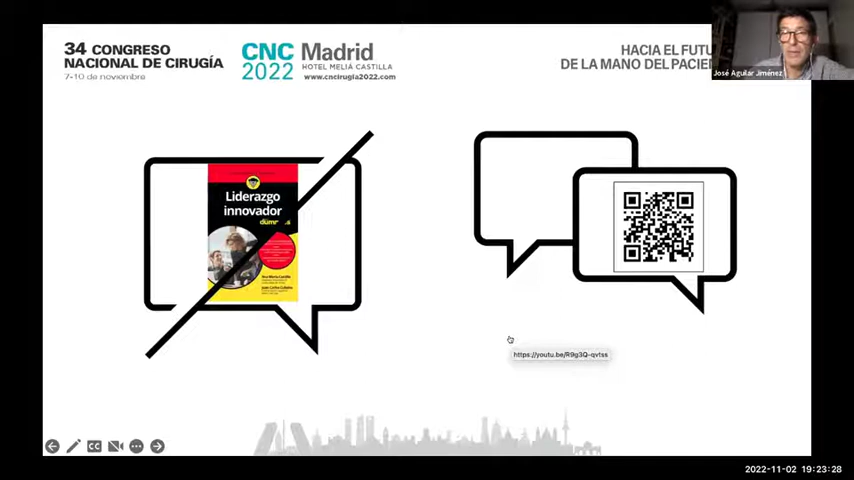 34 CONGRESO
NACIONAL DE CIRUGÍA
7-10 de noviembre
CNC
2022
Madrid
HOTEL MELIÁ CASTILLA
www.cncirugia2022.com
HACIA EL FUTU
DE LA MANO DEL PACIEN
José Aguilar Jiménez
Liderazgo
innovador
dummies
https://youtu.be/R9g3Q-qvtss
CC
2022-11-02 19:23:28